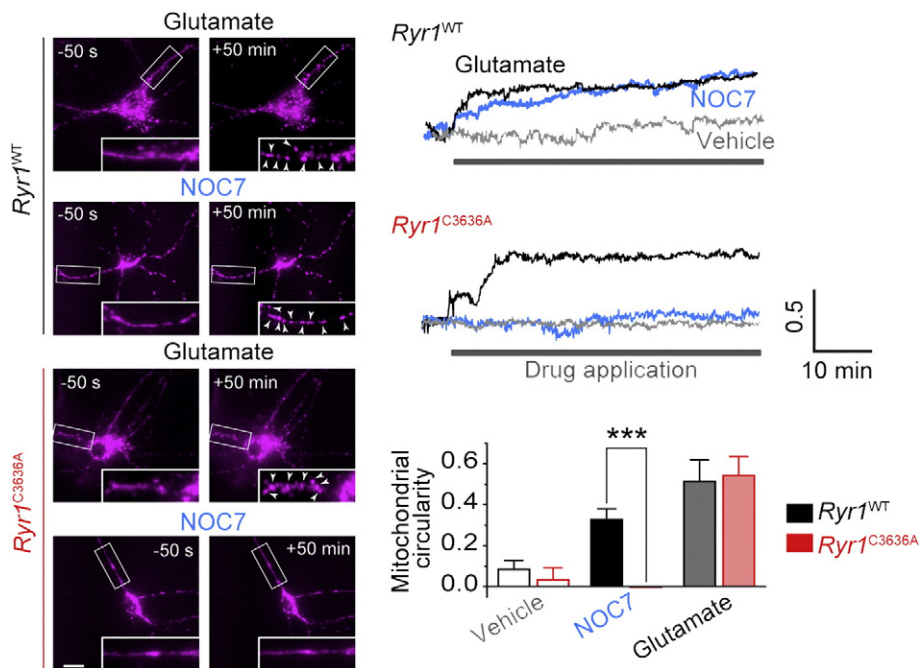 Glutamate
-50 s
+50 min
Ryr1WT
NOC7
-50 s
+50 min
Glutamate
-50 s
+50 min
Ryr1C3636A
NOC7
-50 s
+50 min
Ryr1WT
Glutamate
NOC7
Vehicle
Ryr1C3636A
Drug application
0.5
10 min
Mitochondrial
circularity
0.6
0.4
0.2
0.0
***
Vehicle
NOC7
Glutamate
Ryr1WT
Ryr1C3636A